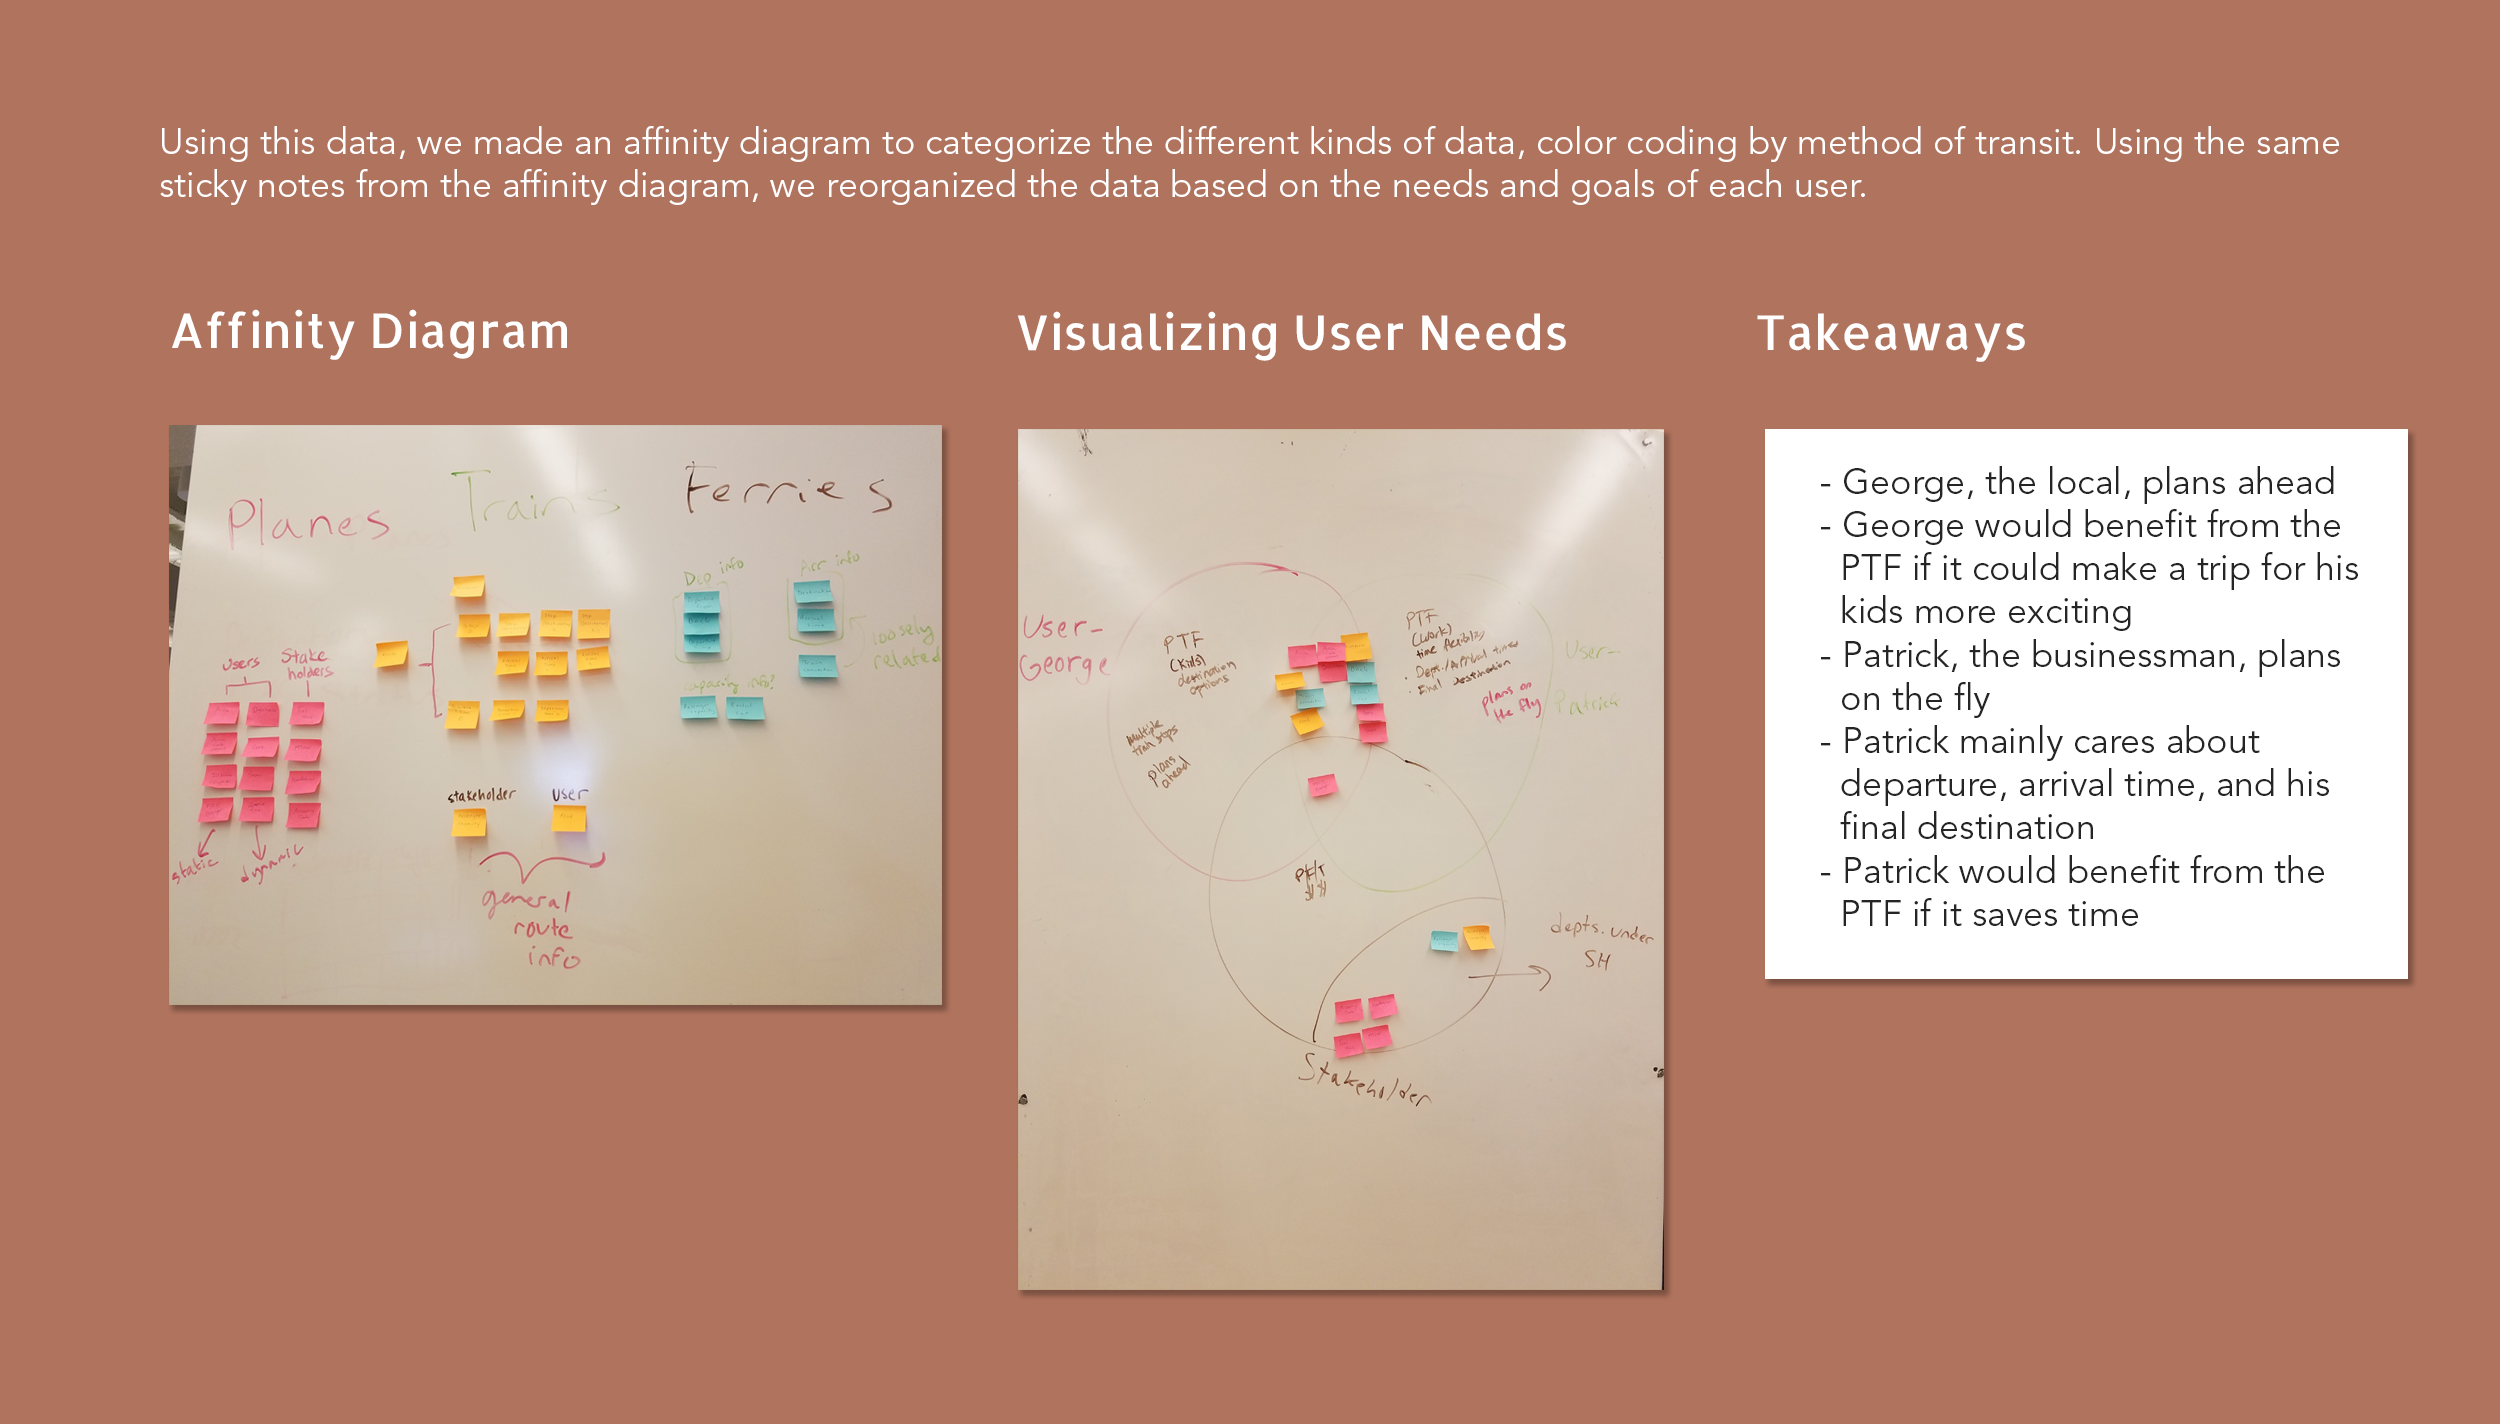 Using this data, we made an affinity diagram to categorize the different kinds of data, color coding by method of transit. Using the same
sticky notes from the affinity diagram, we reorganized the data based on the needs and goals of each user.
Affinity Diagram
Planes
Trains
Ferries
users
Stake
holders
static
dynamic
stakeholder
user
general
route
info
Dep info
Arr info
loosely
related
capacity info?
Visualizing User Needs
User-
George
PTF
(kids)
destination
options
Multiple
train stops
plans
ahead
PTF
(work)
time flexibility
· Dept./Arrival times
· Final Destination
plans on
the fly
User-
Patrick
depts. under
SH
Stakeholder
Takeaways
- George, the local, plans ahead
- George would benefit from the
PTF if it could make a trip for his
kids more exciting
- Patrick, the businessman, plans
on the fly
- Patrick mainly cares about
departure, arrival time, and his
final destination
- Patrick would benefit from the
PTF if it saves time